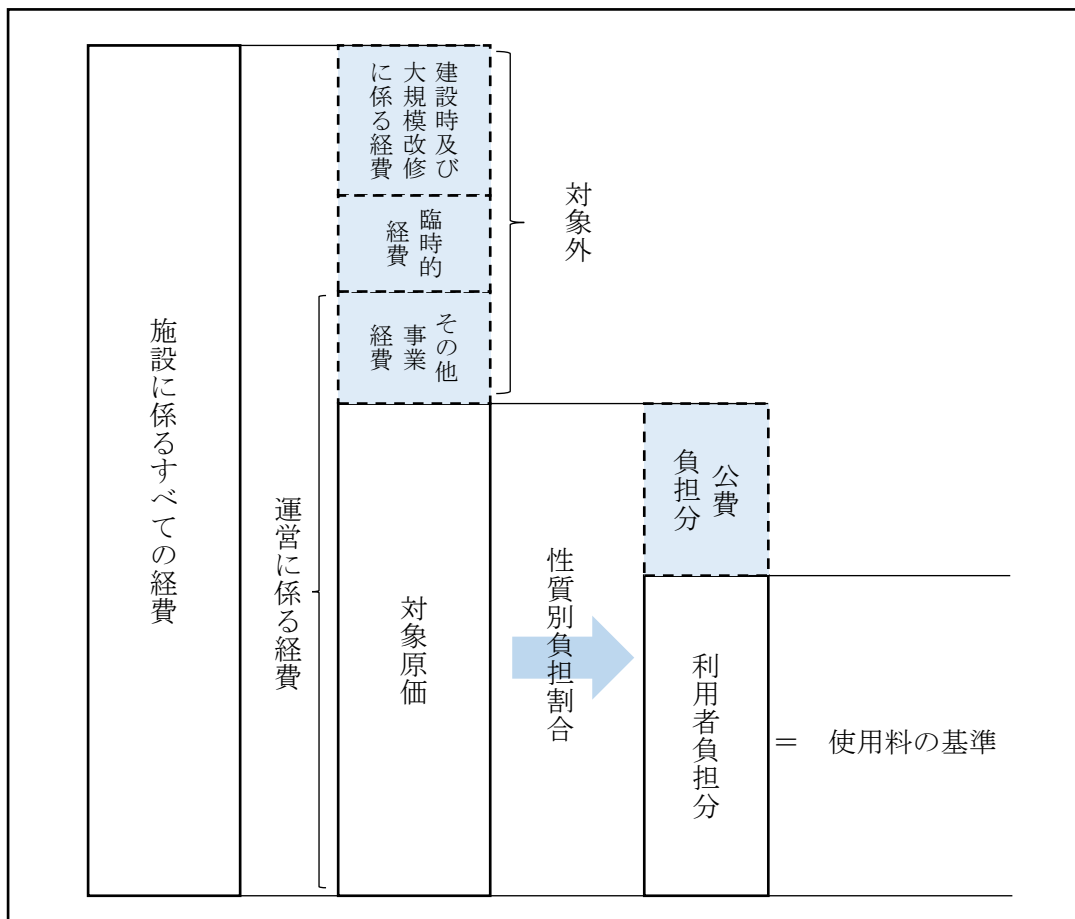 施設に係るすべての経費
運営に係る経費
建設時及び
大規模改修
に係る経費
臨時的
経費
その他
事業
経費
対象外
対象原価
性質別負担割合
公費
負担分
利用者負担分
＝ 使用料の基準